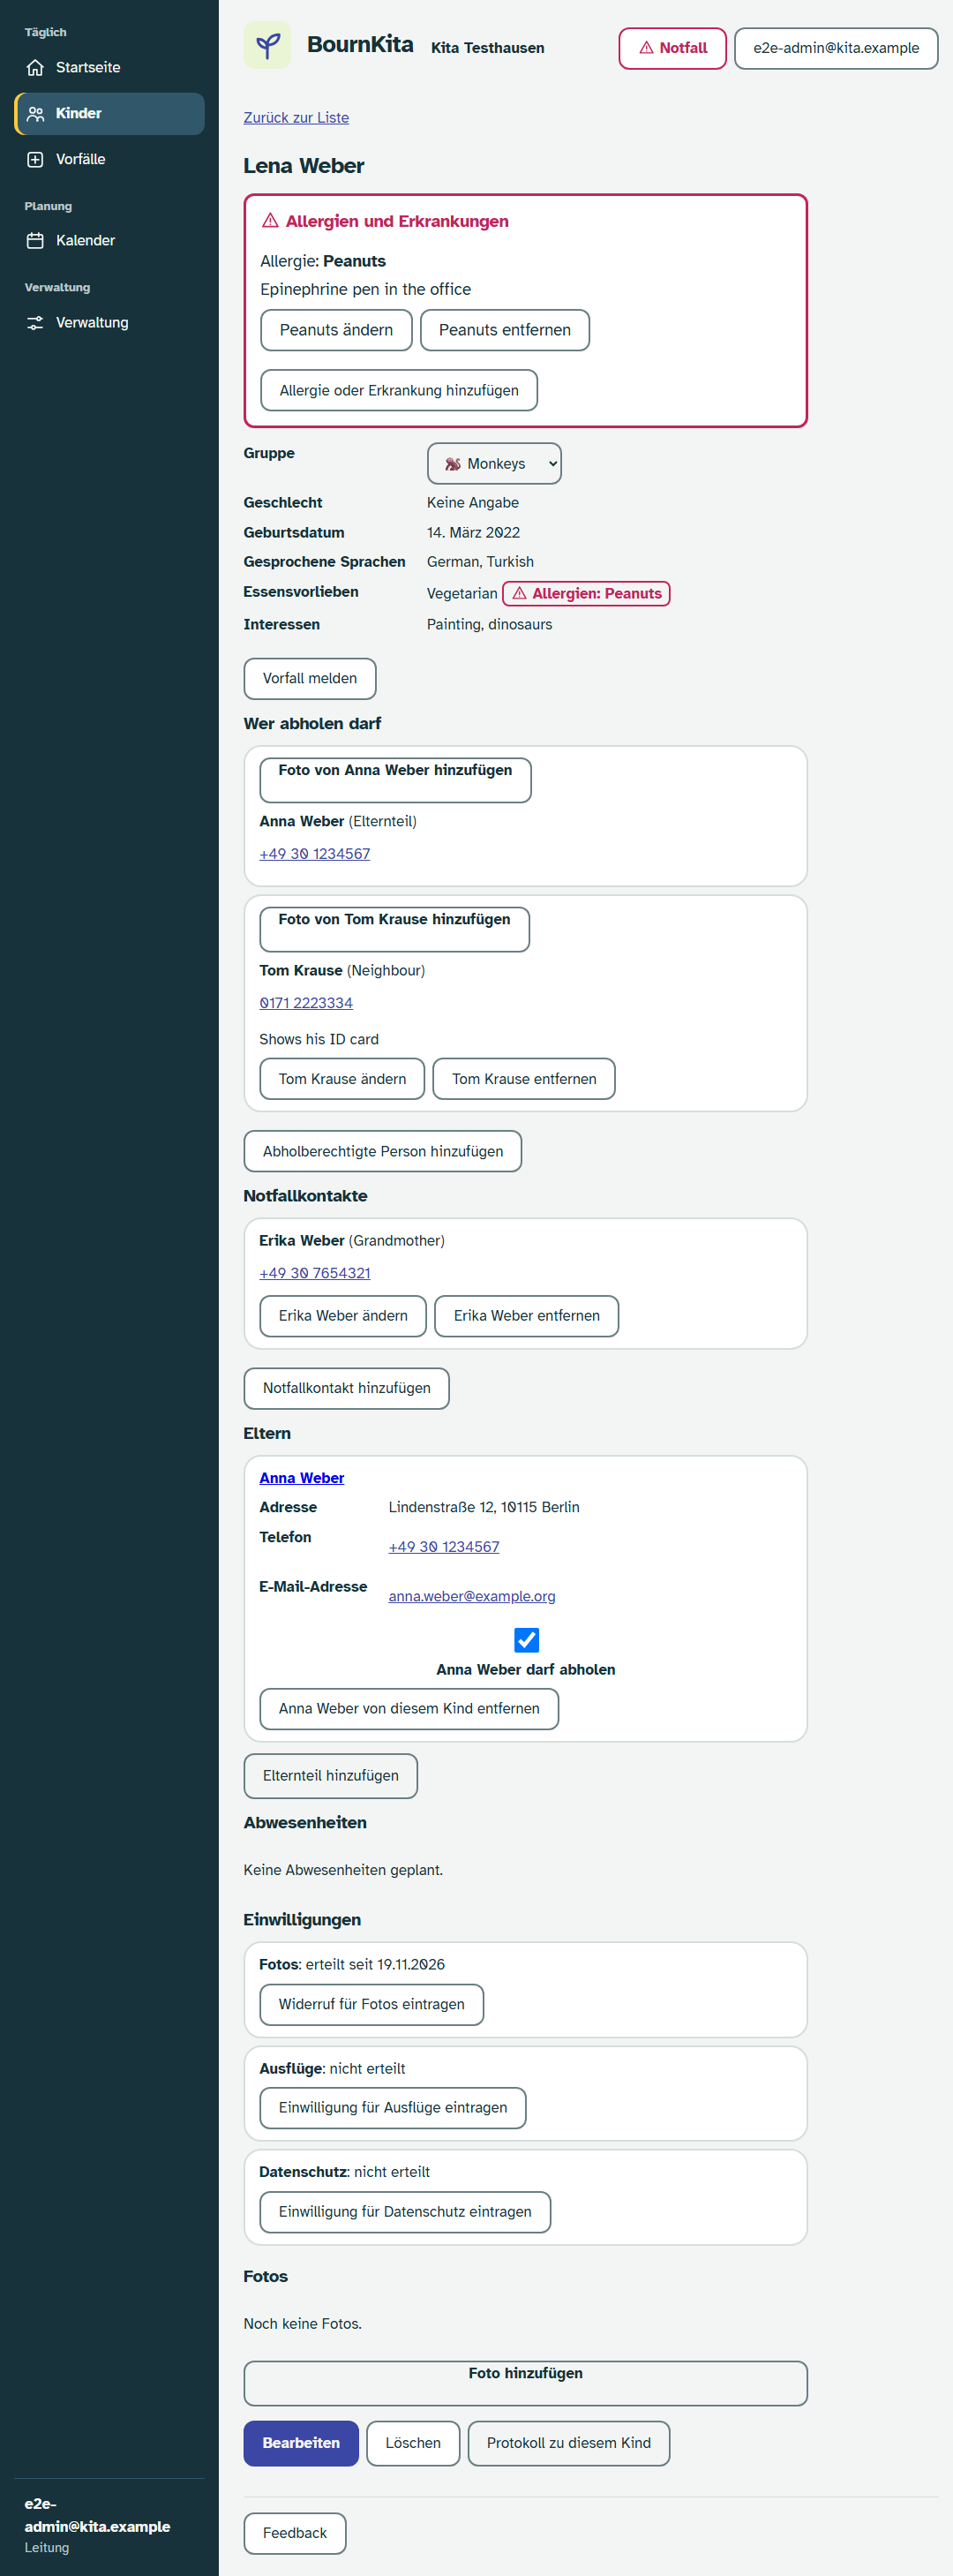 Täglich
Startseite
Kinder
Vorfälle
Planung
Kalender
Verwaltung
Verwaltung
e2e-
admin@kita.example
Leitung
BournKita
Kita Testhausen
Notfall
e2e-admin@kita.example
Zurück zur Liste
Lena Weber
Allergien und Erkrankungen
Allergie: Peanuts
Epinephrine pen in the office
Peanuts ändern
Peanuts entfernen
Allergie oder Erkrankung hinzufügen
Gruppe
Monkeys
Geschlecht
Keine Angabe
Geburtsdatum
14. März 2022
Gesprochene Sprachen
German, Turkish
Essensvorlieben
Vegetarian
Allergien: Peanuts
Interessen
Painting, dinosaurs
Vorfall melden
Wer abholen darf
Foto von Anna Weber hinzufügen
Anna Weber (Elternteil)
+49 30 1234567
Foto von Tom Krause hinzufügen
Tom Krause (Neighbour)
0171 2223334
Shows his ID card
Tom Krause ändern
Tom Krause entfernen
Abholberechtigte Person hinzufügen
Notfallkontakte
Erika Weber (Grandmother)
+49 30 7654321
Erika Weber ändern
Erika Weber entfernen
Notfallkontakt hinzufügen
Eltern
Anna Weber
Adresse
Lindenstraße 12, 10115 Berlin
Telefon
+49 30 1234567
E-Mail-Adresse
anna.weber@example.org
Anna Weber darf abholen
Anna Weber von diesem Kind entfernen
Elternteil hinzufügen
Abwesenheiten
Keine Abwesenheiten geplant.
Einwilligungen
Fotos: erteilt seit 19.11.2026
Widerruf für Fotos eintragen
Ausflüge: nicht erteilt
Einwilligung für Ausflüge eintragen
Datenschutz: nicht erteilt
Einwilligung für Datenschutz eintragen
Fotos
Noch keine Fotos.
Foto hinzufügen
Bearbeiten
Löschen
Protokoll zu diesem Kind
Feedback